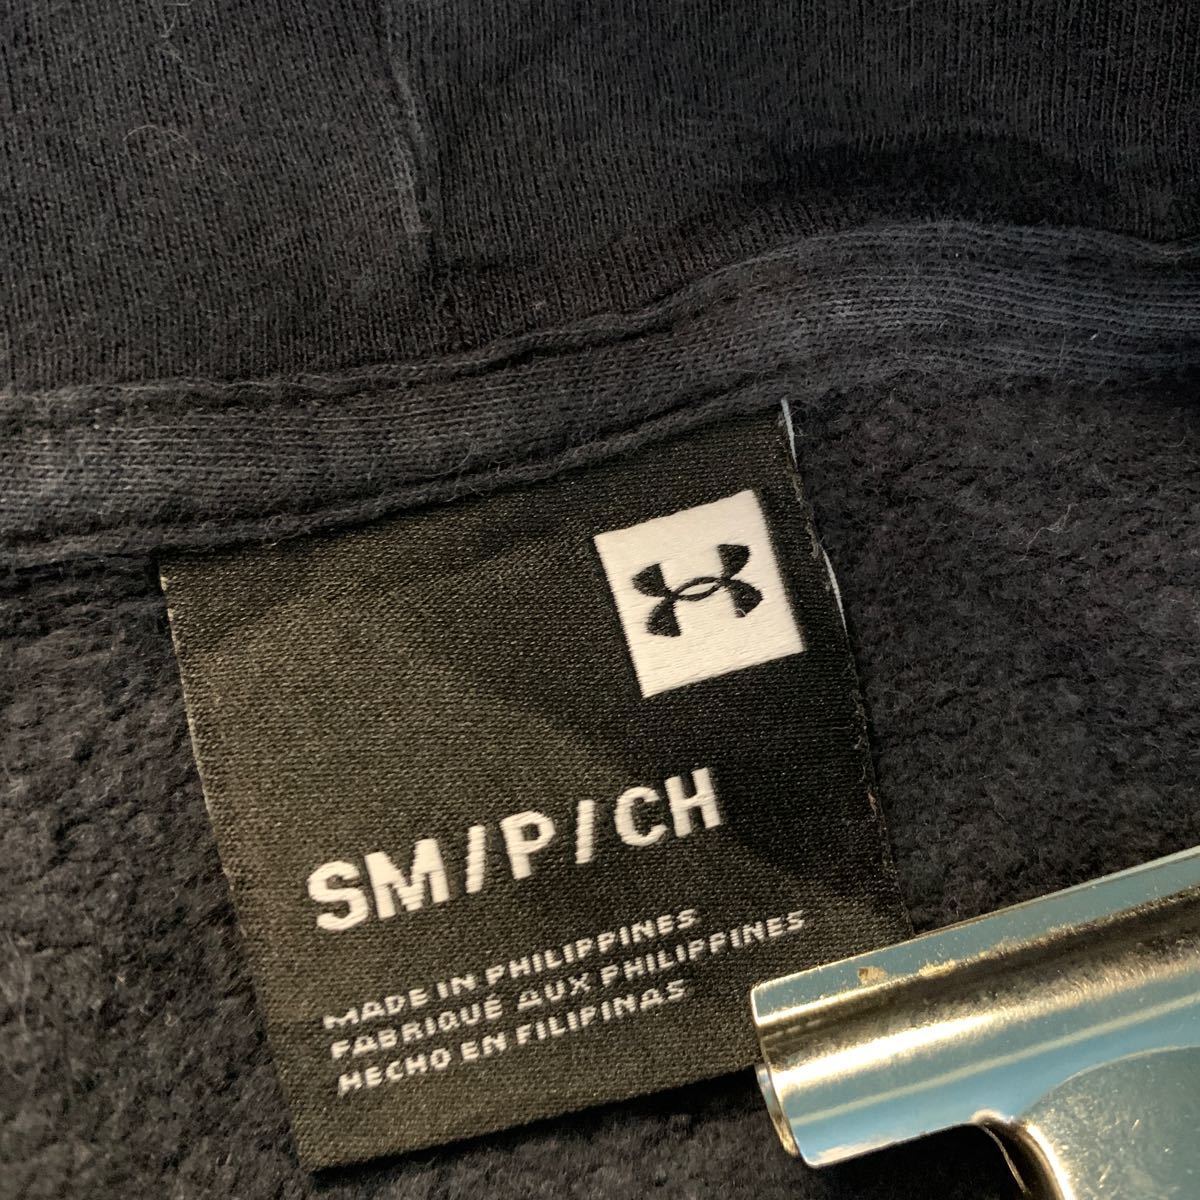 SM/P/CH
MADE IN PHILIPPINES
FABRIQUÉ AUX PHILIPPINES
HECHO EN FILIPINAS